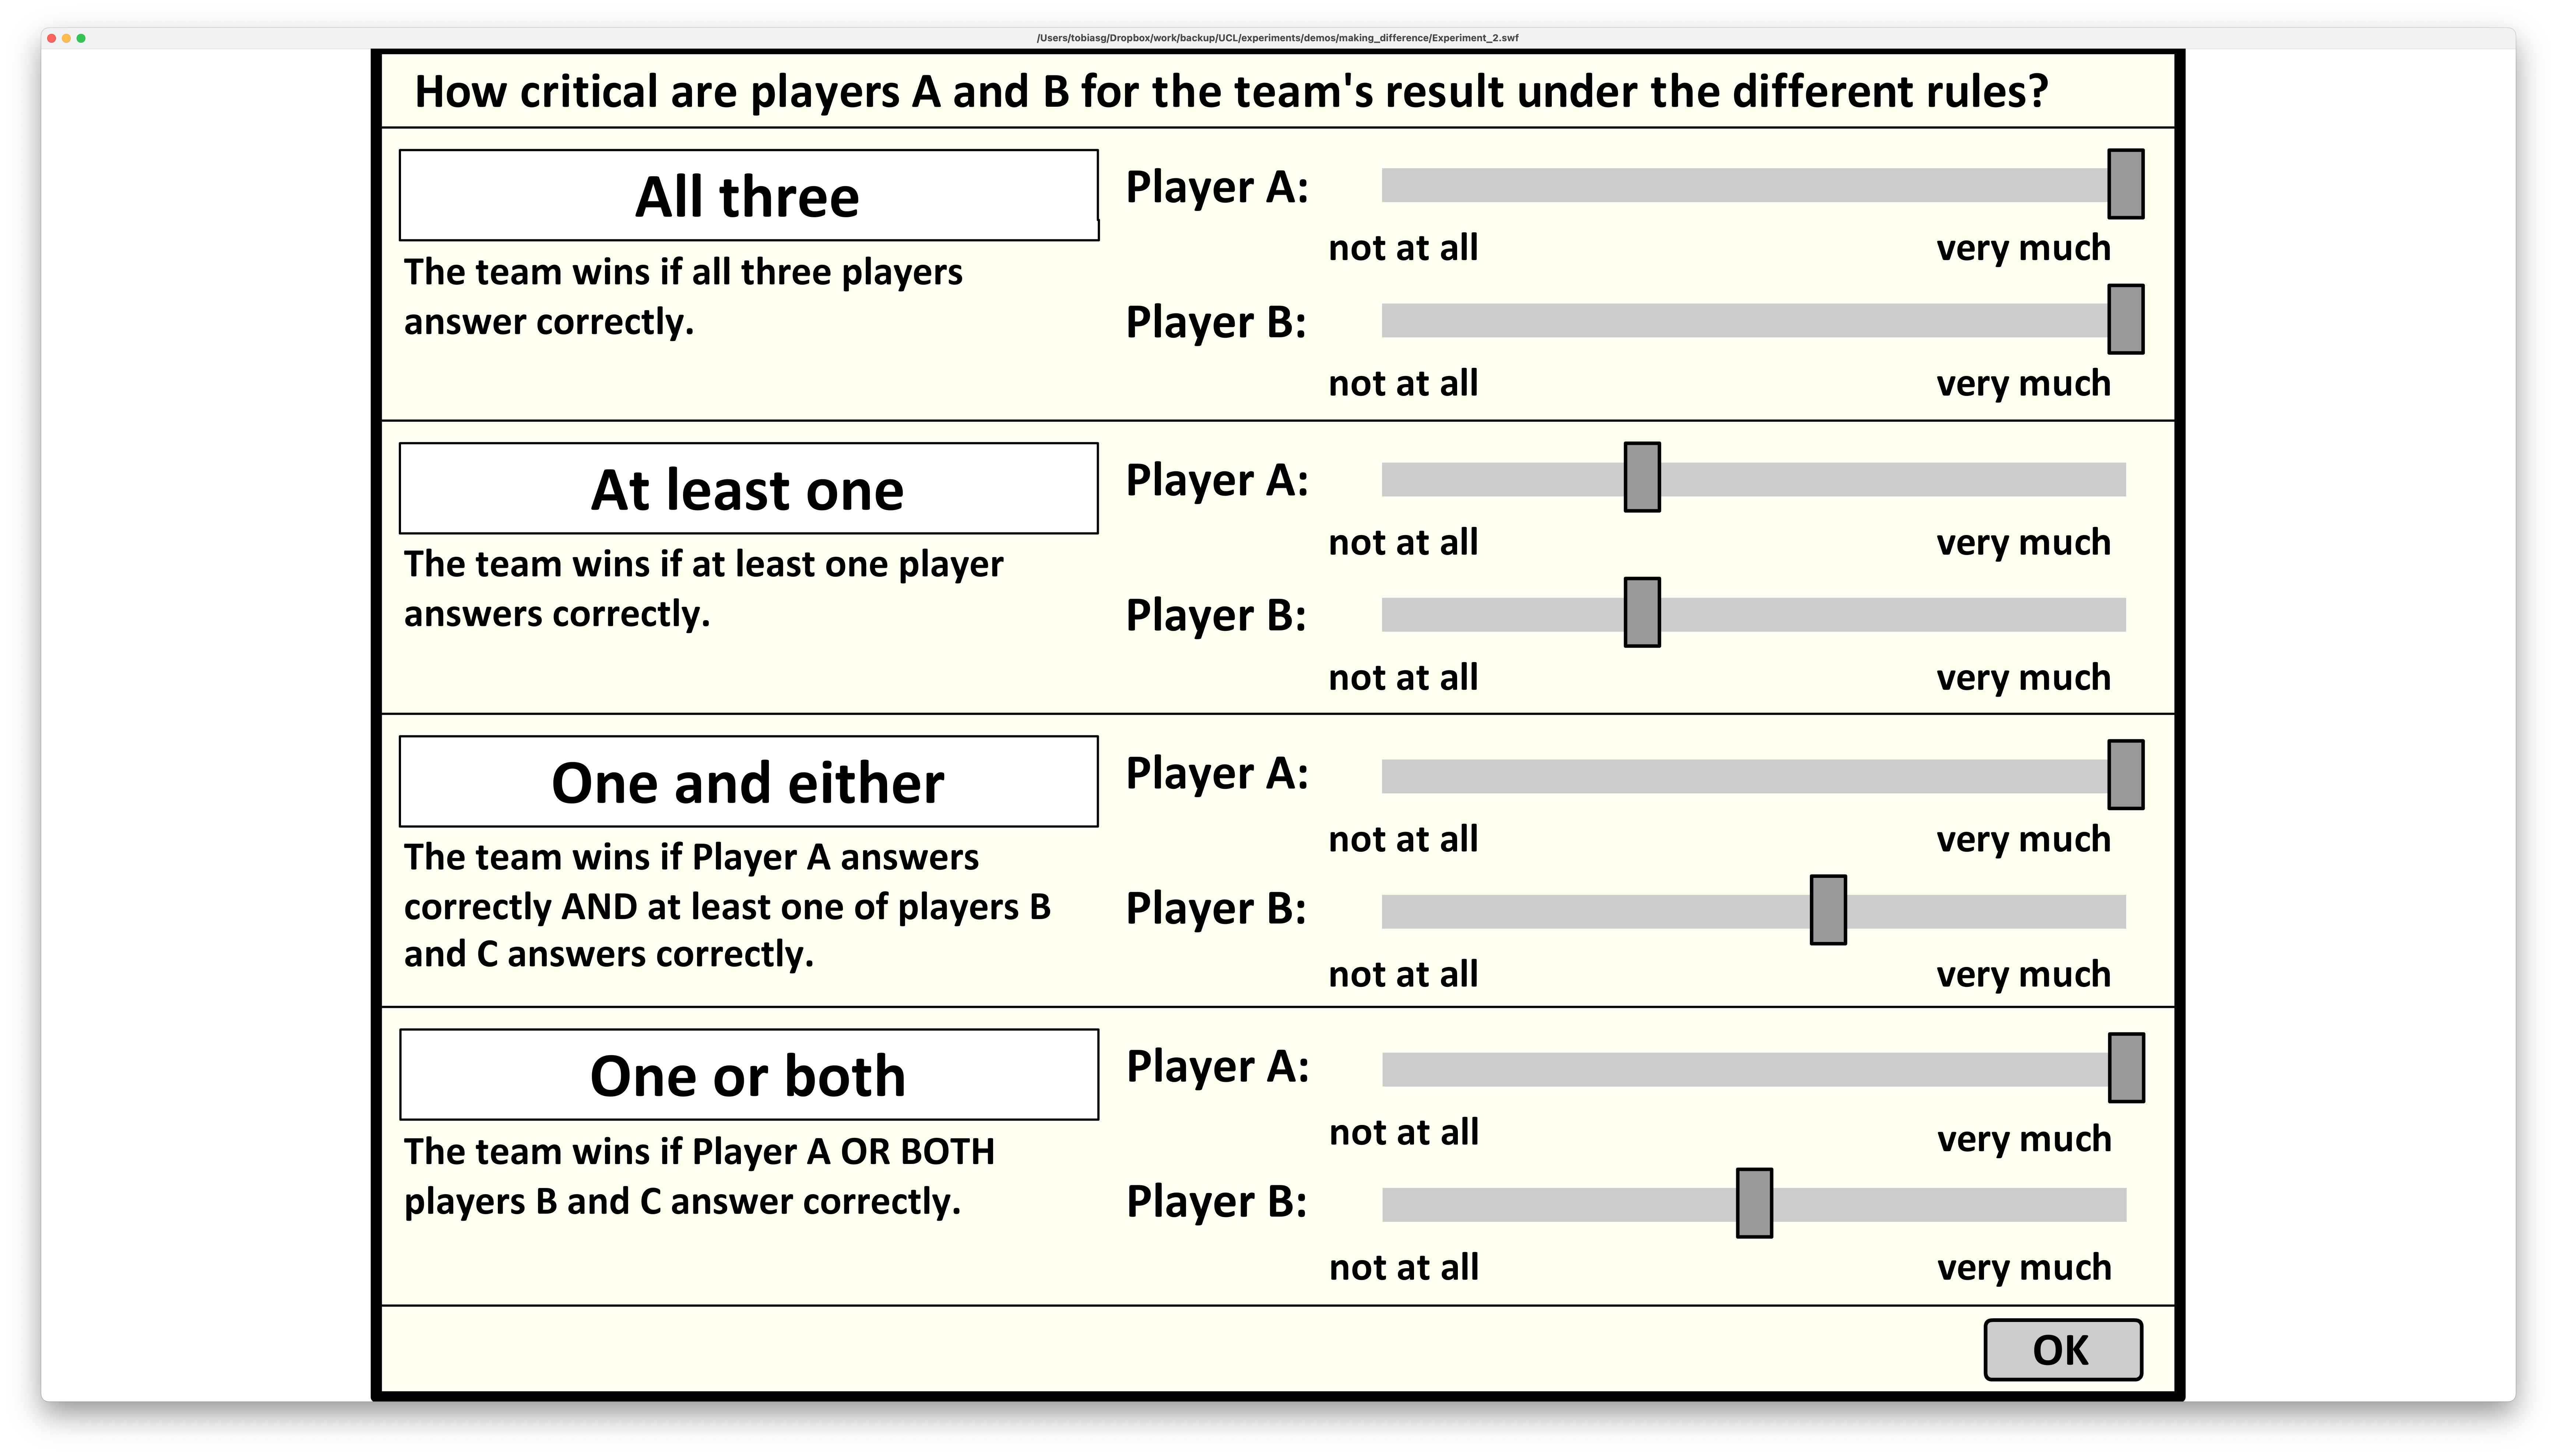 /Users/tobiasg/Dropbox/work/backup/UCL/experiments/demos/making_difference/Experiment_2.swf
How critical are players A and B for the team's result under the different rules?
All three
The team wins if all three players
answer correctly.
Player A:
not at all very much
Player B:
not at all very much
At least one
The team wins if at least one player
answers correctly.
Player A:
not at all very much
Player B:
not at all very much
One and either
The team wins if Player A answers
correctly AND at least one of players B
and C answers correctly.
Player A:
not at all very much
Player B:
not at all very much
One or both
The team wins if Player A OR BOTH
players B and C answer correctly.
Player A:
not at all very much
Player B:
not at all very much
OK